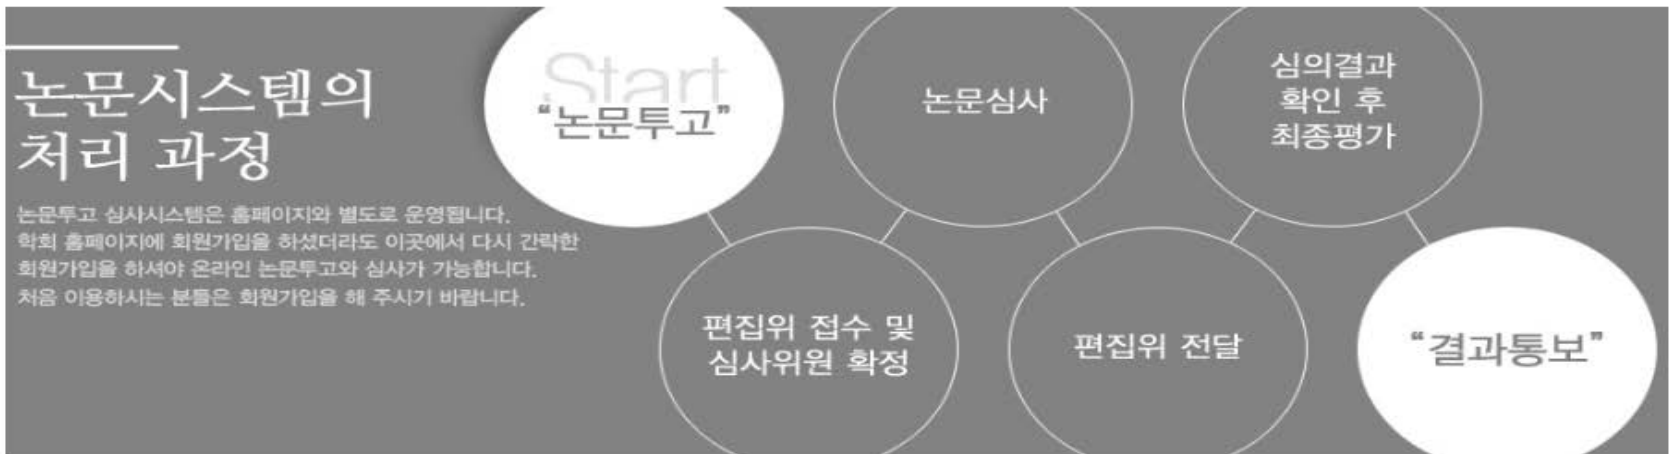 논문시스템의
처리 과정
논문투고 심사시스템은 홈페이지와 별도로 운영됩니다.
학회 홈페이지에 회원가입을 하셨더라도 이곳에서 다시 간략한
회원가입을 하셔야 온라인 논문투고와 심사가 가능합니다.
처음 이용하시는 분들은 회원가입을 해 주시기 바랍니다.
Start
“논문투고”
편집위 접수 및
심사위원 확정
논문심사
편집위 전달
심의결과
확인 후
최종평가
“결과통보”